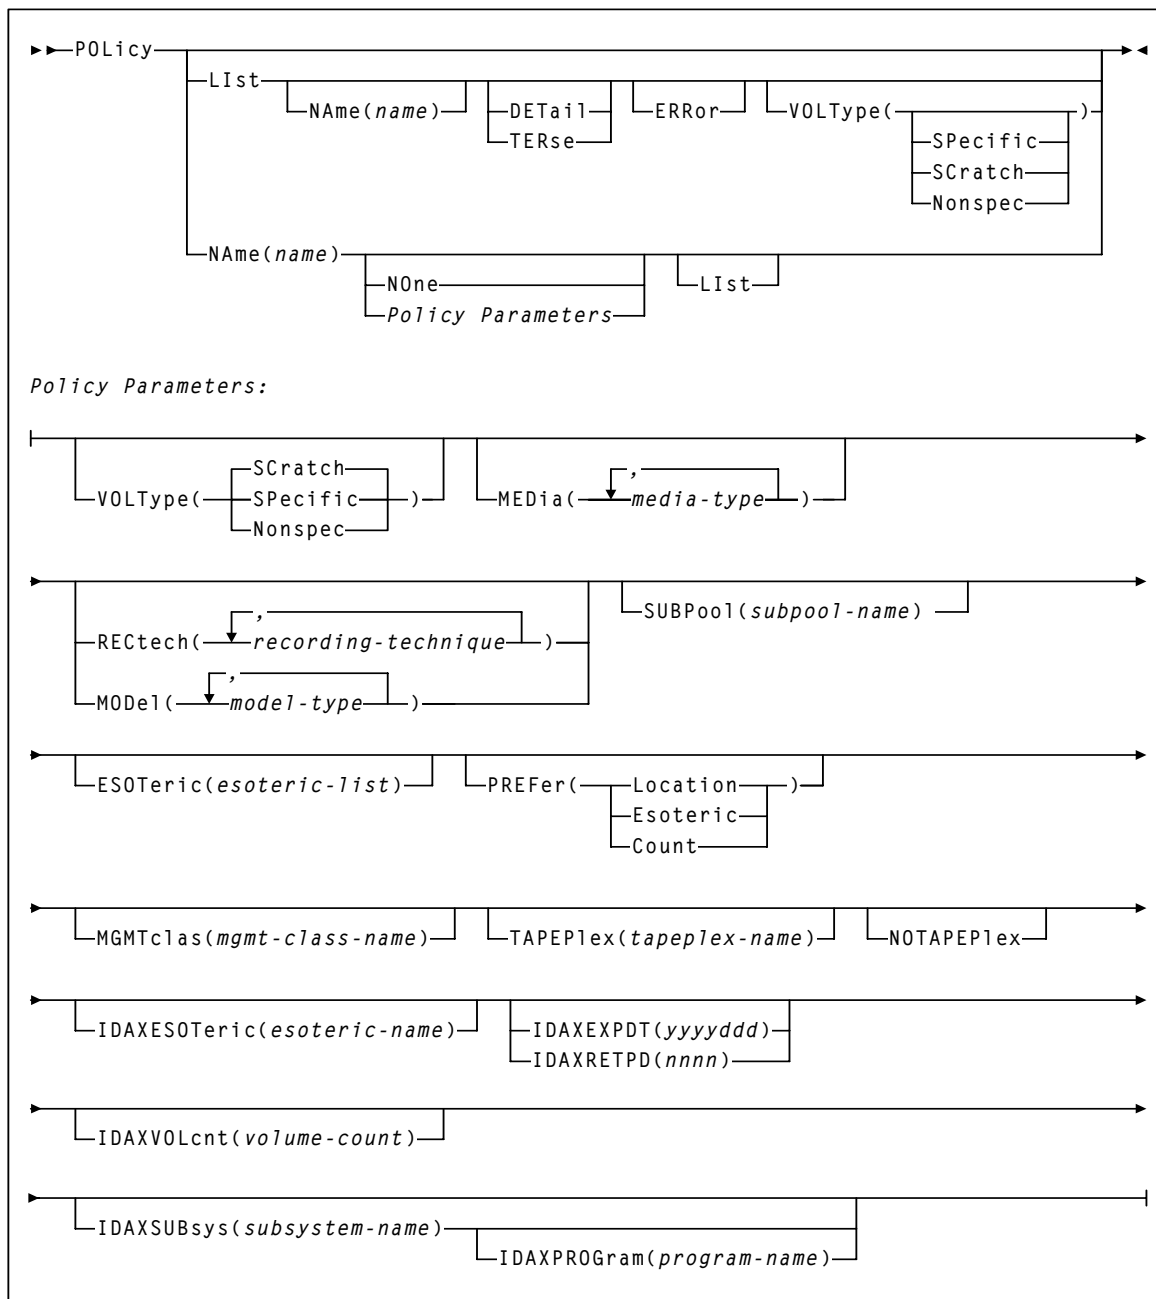 POLicy
LIst
NAme(name) DETail ERRor VOLType( )
TERse SPecific
SCratch
Nonspec
NAme(name)
NOne LIst
Policy Parameters
Policy Parameters:
SCratch ,
VOLType( SPecific ) MEDia( media-type )
Nonspec
, SUBPool(subpool-name)
RECtech( recording-technique )
,
MODel( model-type )
ESOTeric(esoteric-list) PREFer( Location )
Esoteric
Count
MGMTclas(mgmt-class-name) TAPEPlex(tapeplex-name) NOTAPEPlex
IDAXESOTeric(esoteric-name) IDAXEXPDT(yyyyddd)
IDAXRETPD(nnnn)
IDAXVOLcnt(volume-count)
IDAXSUBsys(subsystem-name)
IDAXPROGram(program-name)